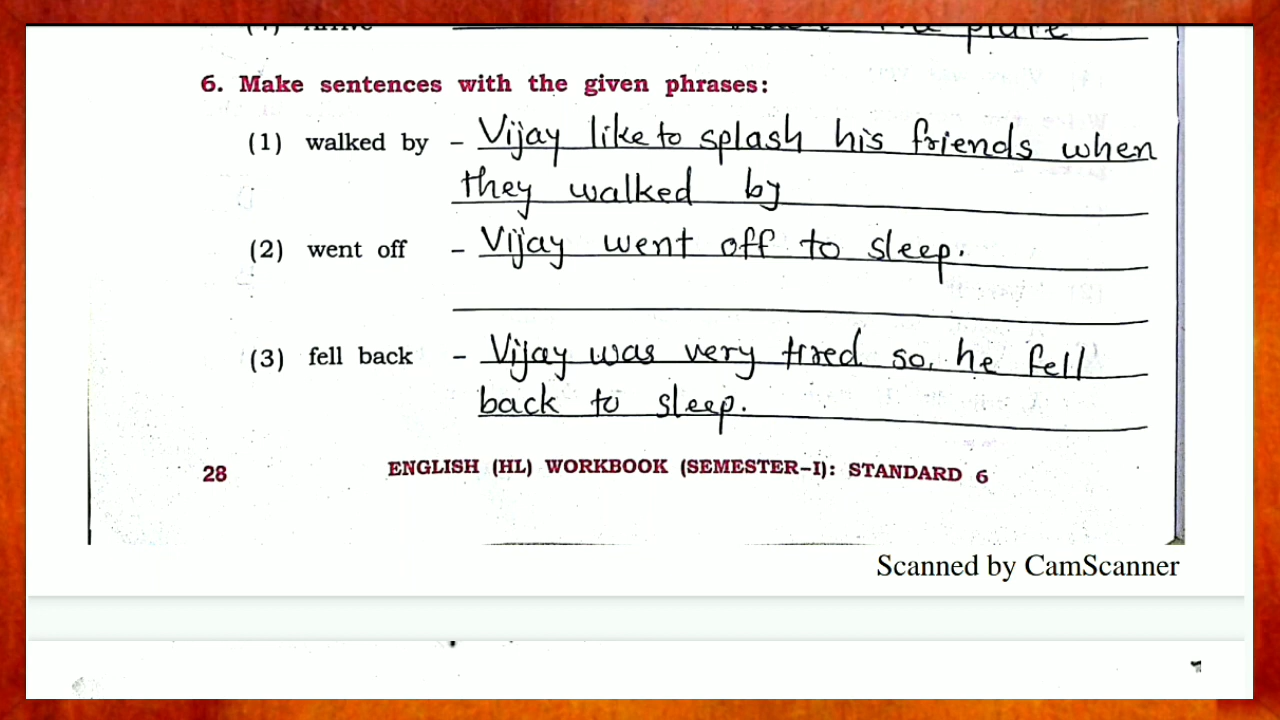 6. Make sentences with the given phrases:
(1) walked by - Vijay like to splash his friends when
they walked by
(2) went off - Vijay went off to sleep.
(3) fell back - Vijay was very tired so, he fell
back to sleep.
28 ENGLISH (HL) WORKBOOK (SEMESTER-I): STANDARD 6
Scanned by CamScanner